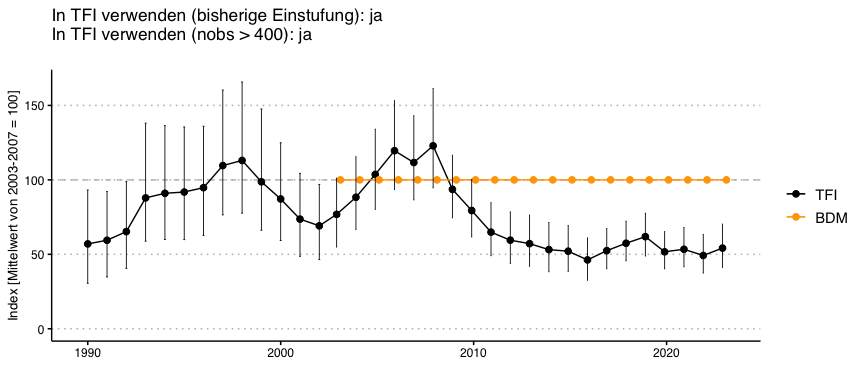 In TFI verwenden (bisherige Einstufung): ja
In TFI verwenden (nobs > 400): ja
Index [Mittelwert von 2003-2007 = 100]
150
100
50
0
1990
2000
2010
2020
TFI
BDM